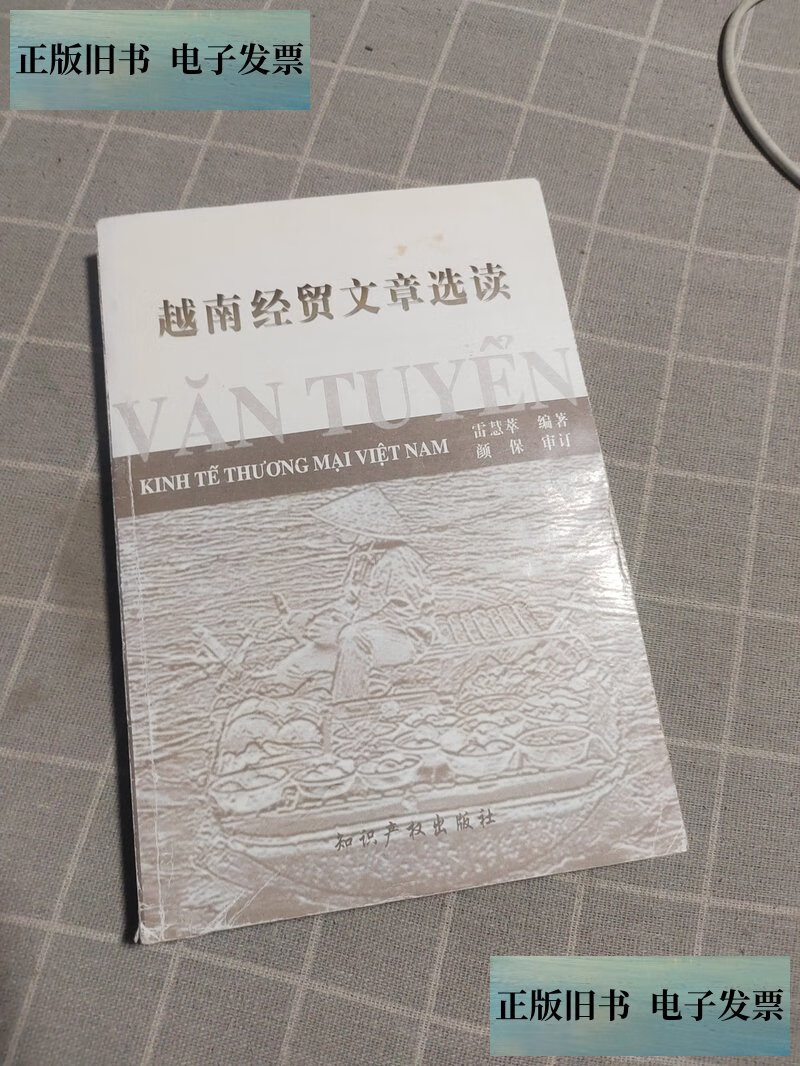 正版旧书 电子发票
越南经贸文章选读
VĂN TUYỂN
雷慧萃 编著
KINH TẾ THƯƠNG MẠI VIỆT NAM
颜保 审订
知识产权出版社
正版旧书 电子发票